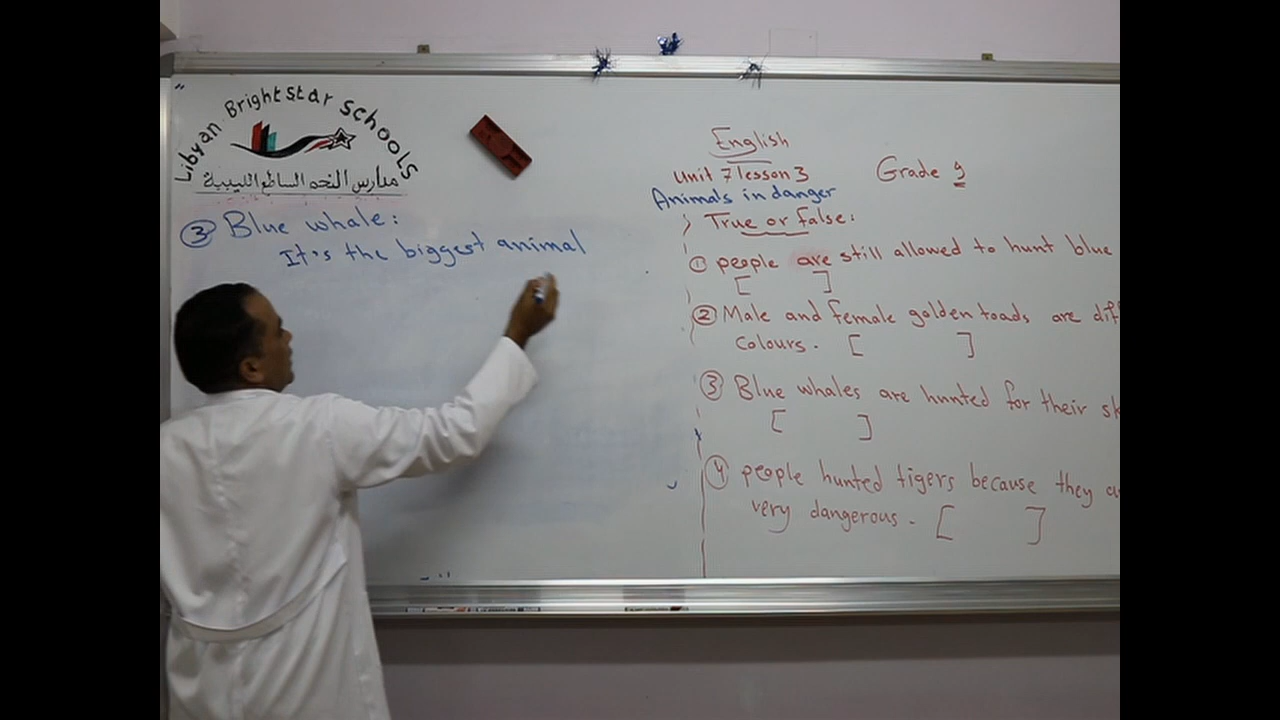 Libyan Bright Star Schools
مدارس النجم الساطع الليبية
③ Blue whale:
It's the biggest animal
English
Unit 7 lesson 3
Grade 9
Animals in danger
True or false:
① people are still allowed to hunt blue
[ ]
② Male and female golden toads are dif
colours. [ ]
③ Blue whales are hunted for their sk
[ ]
④ people hunted tigers because they a
very dangerous. [ ]